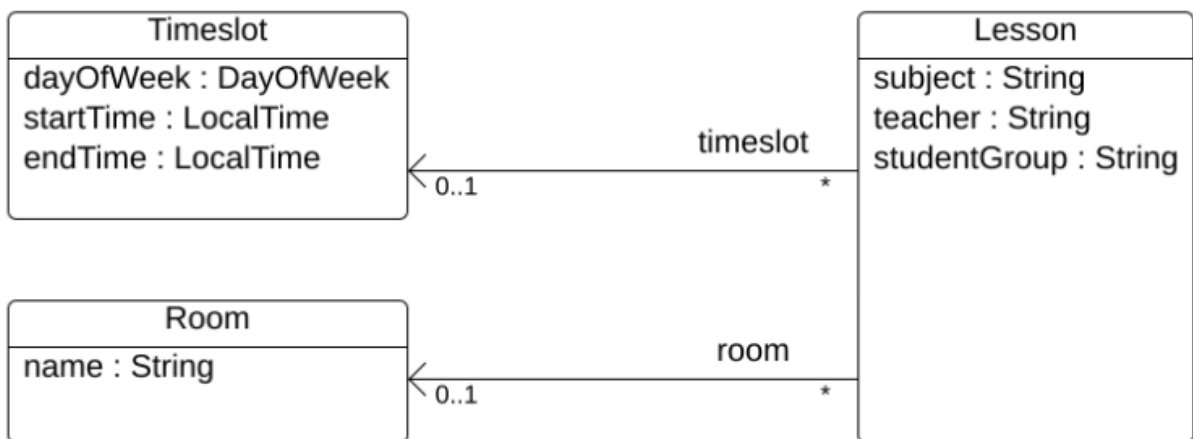 Timeslot
dayOfWeek : DayOfWeek
startTime : LocalTime
endTime : LocalTime
timeslot
0..1
*
Lesson
subject : String
teacher : String
studentGroup : String
Room
name : String
room
0..1
*